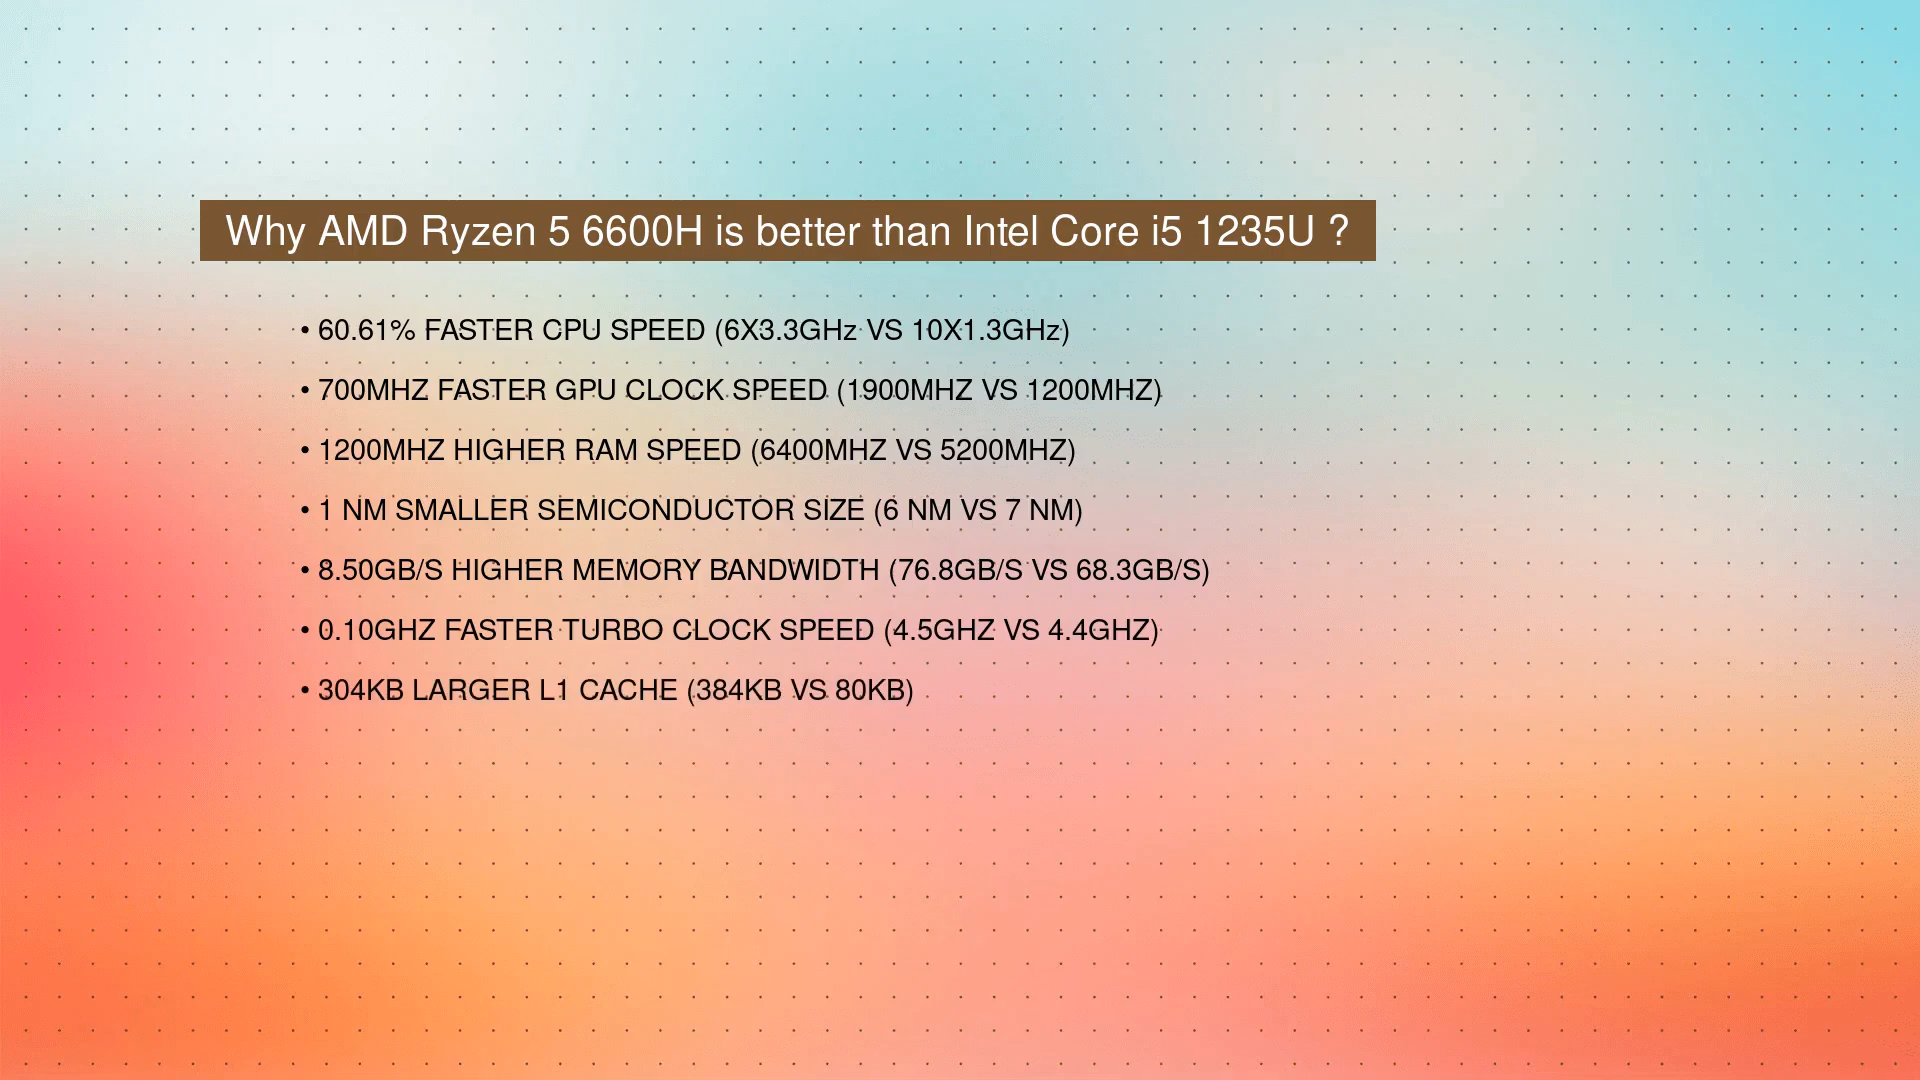 Why AMD Ryzen 5 6600H is better than Intel Core i5 1235U ?
• 60.61% FASTER CPU SPEED (6X3.3GHz VS 10X1.3GHz)
• 700MHZ FASTER GPU CLOCK SPEED (1900MHZ VS 1200MHZ)
• 1200MHZ HIGHER RAM SPEED (6400MHZ VS 5200MHZ)
• 1 NM SMALLER SEMICONDUCTOR SIZE (6 NM VS 7 NM)
• 8.50GB/S HIGHER MEMORY BANDWIDTH (76.8GB/S VS 68.3GB/S)
• 0.10GHZ FASTER TURBO CLOCK SPEED (4.5GHZ VS 4.4GHZ)
• 304KB LARGER L1 CACHE (384KB VS 80KB)